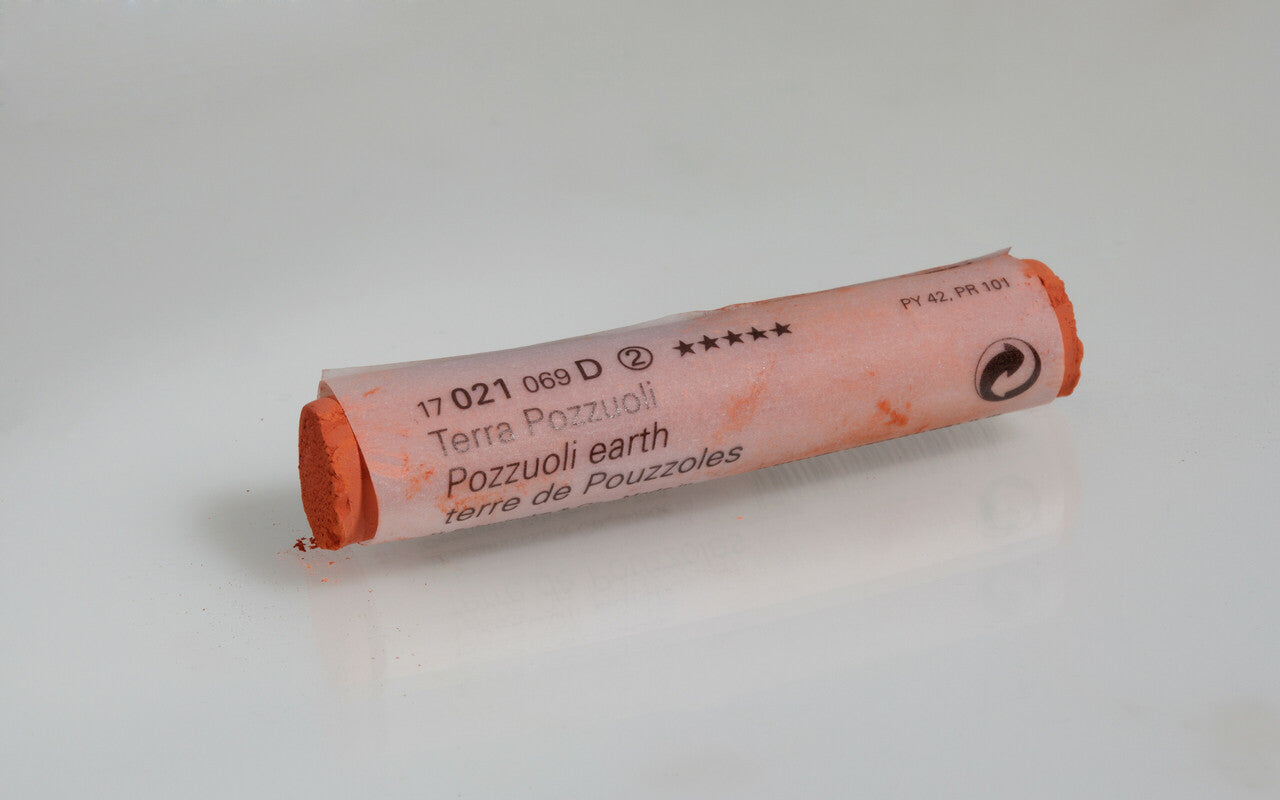 17 021 069 D ② ★★★★★
Terra Pozzuoli
Pozzuoli earth
terre de Pouzzoles
PY 42, PR 101